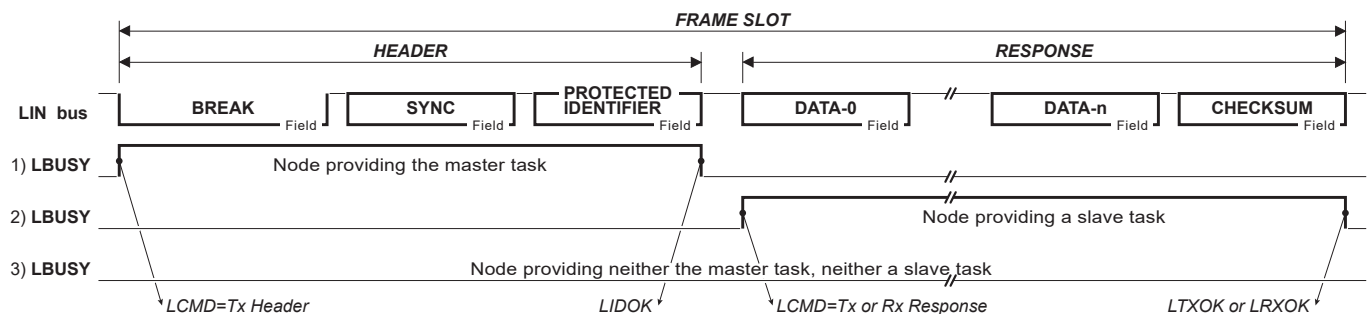 FRAME SLOT
HEADER RESPONSE
LIN bus BREAK Field SYNC Field PROTECTED IDENTIFIER Field DATA-0 Field DATA-n Field CHECKSUM Field
1) LBUSY Node providing the master task
2) LBUSY Node providing a slave task
3) LBUSY Node providing neither the master task, neither a slave task
LCMD=Tx Header LIDOK LCMD=Tx or Rx Response LTXOK or LRXOK